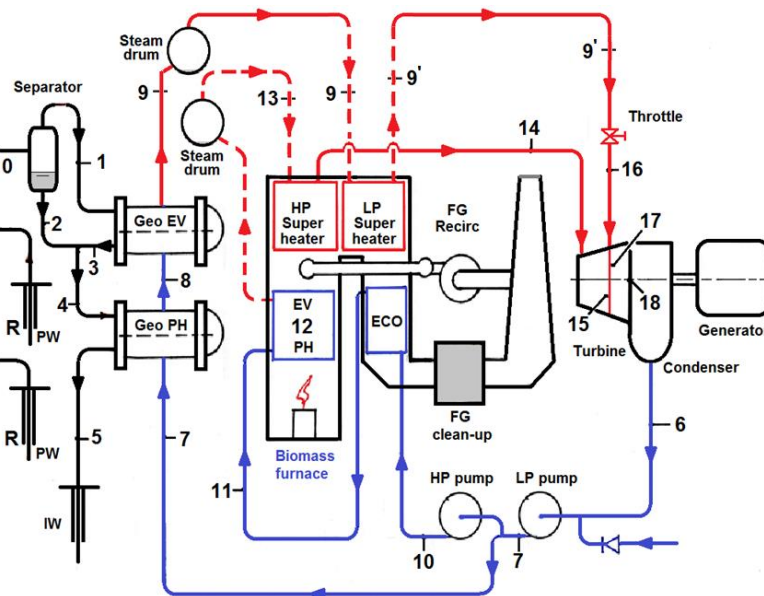 Steam
drum
9'
9'
Separator
9
13
9
Throttle
Steam
drum
14
0
1
16
HP
Super
heater
LP
Super
heater
FG
Recirc
2
Geo EV
17
3
8
4
EV
12
PH
ECO
18
15
R
PW
Geo PH
Turbine
Generator
Condenser
FG
clean-up
R
PW
5
7
Biomass
furnace
6
11
HP pump
LP pump
IW
10
7